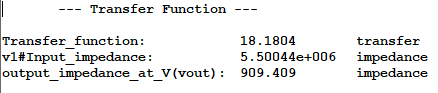 --- Transfer Function ---
Transfer_function: 18.1804 transfer
v1#Input_impedance: 5.50044e+006 impedance
output_impedance_at_V(vout): 909.409 impedance